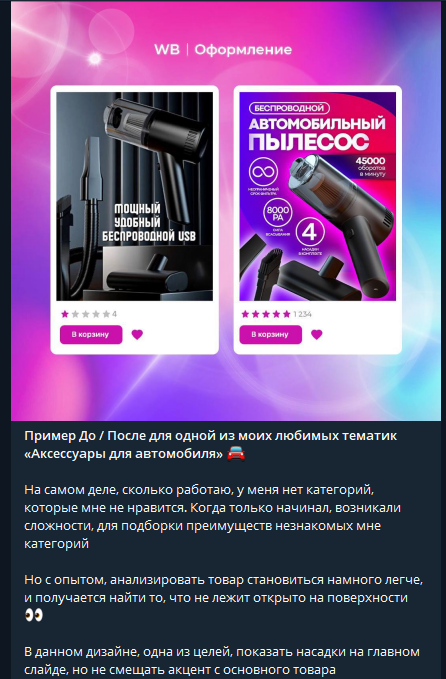 WB | Оформление
МОЩНЫЙ
УДОБНЫЙ
БЕСПРОВОДНОЙ USB
4
В корзину
БЕСПРОВОДНОЙ
АВТОМОБИЛЬНЫЙ
ПЫЛЕСОС
45000
оборотов
в минуту
НЕОГРАНИЧЕННЫЙ
СРОК ФИЛЬТРА
8000
PA
СИЛА
ВСАСЫВАНИЯ
4
НАСАДКИ
В КОМПЛЕКТЕ
1 234
В корзину
Пример До / После для одной из моих любимых тематик
«Аксессуары для автомобиля» 🚘
На самом деле, сколько работаю, у меня нет категорий,
которые мне не нравится. Когда только начинал, возникали
сложности, для подборки преимуществ незнакомых мне
категорий
Но с опытом, анализировать товар становиться намного легче,
и получается найти то, что не лежит открыто на поверхности
👀
В данном дизайне, одна из целей, показать насадки на главном
слайде, но не смещать акцент с основного товара